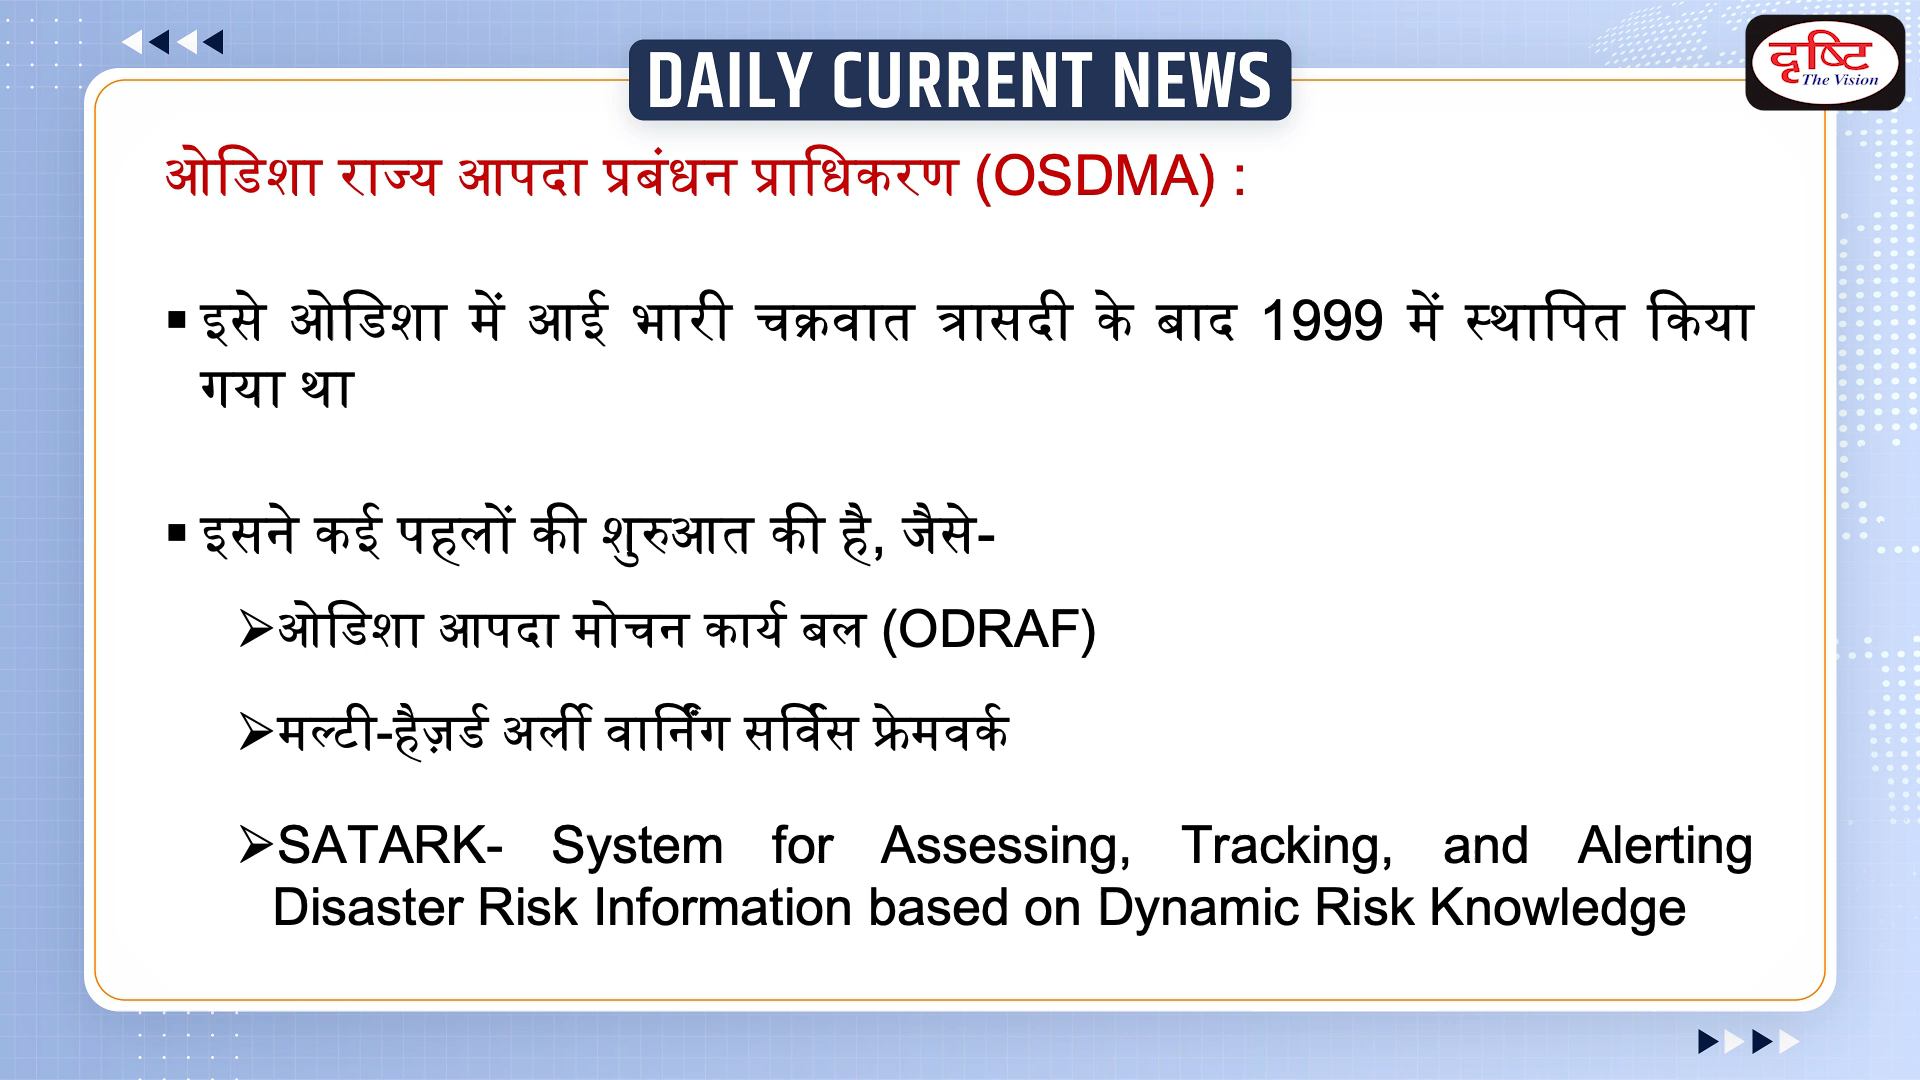 DAILY CURRENT NEWS
दृष्टि
The Vision
ओडिशा राज्य आपदा प्रबंधन प्राधिकरण (OSDMA) :
▪ इसे ओडिशा में आई भारी चक्रवात त्रासदी के बाद 1999 में स्थापित किया
गया था
▪ इसने कई पहलों की शुरुआत की है, जैसे-
➢ओडिशा आपदा मोचन कार्य बल (ODRAF)
➢मल्टी-हैज़र्ड अर्ली वार्निंग सर्विस फ्रेमवर्क
➢SATARK- System for Assessing, Tracking, and Alerting
Disaster Risk Information based on Dynamic Risk Knowledge